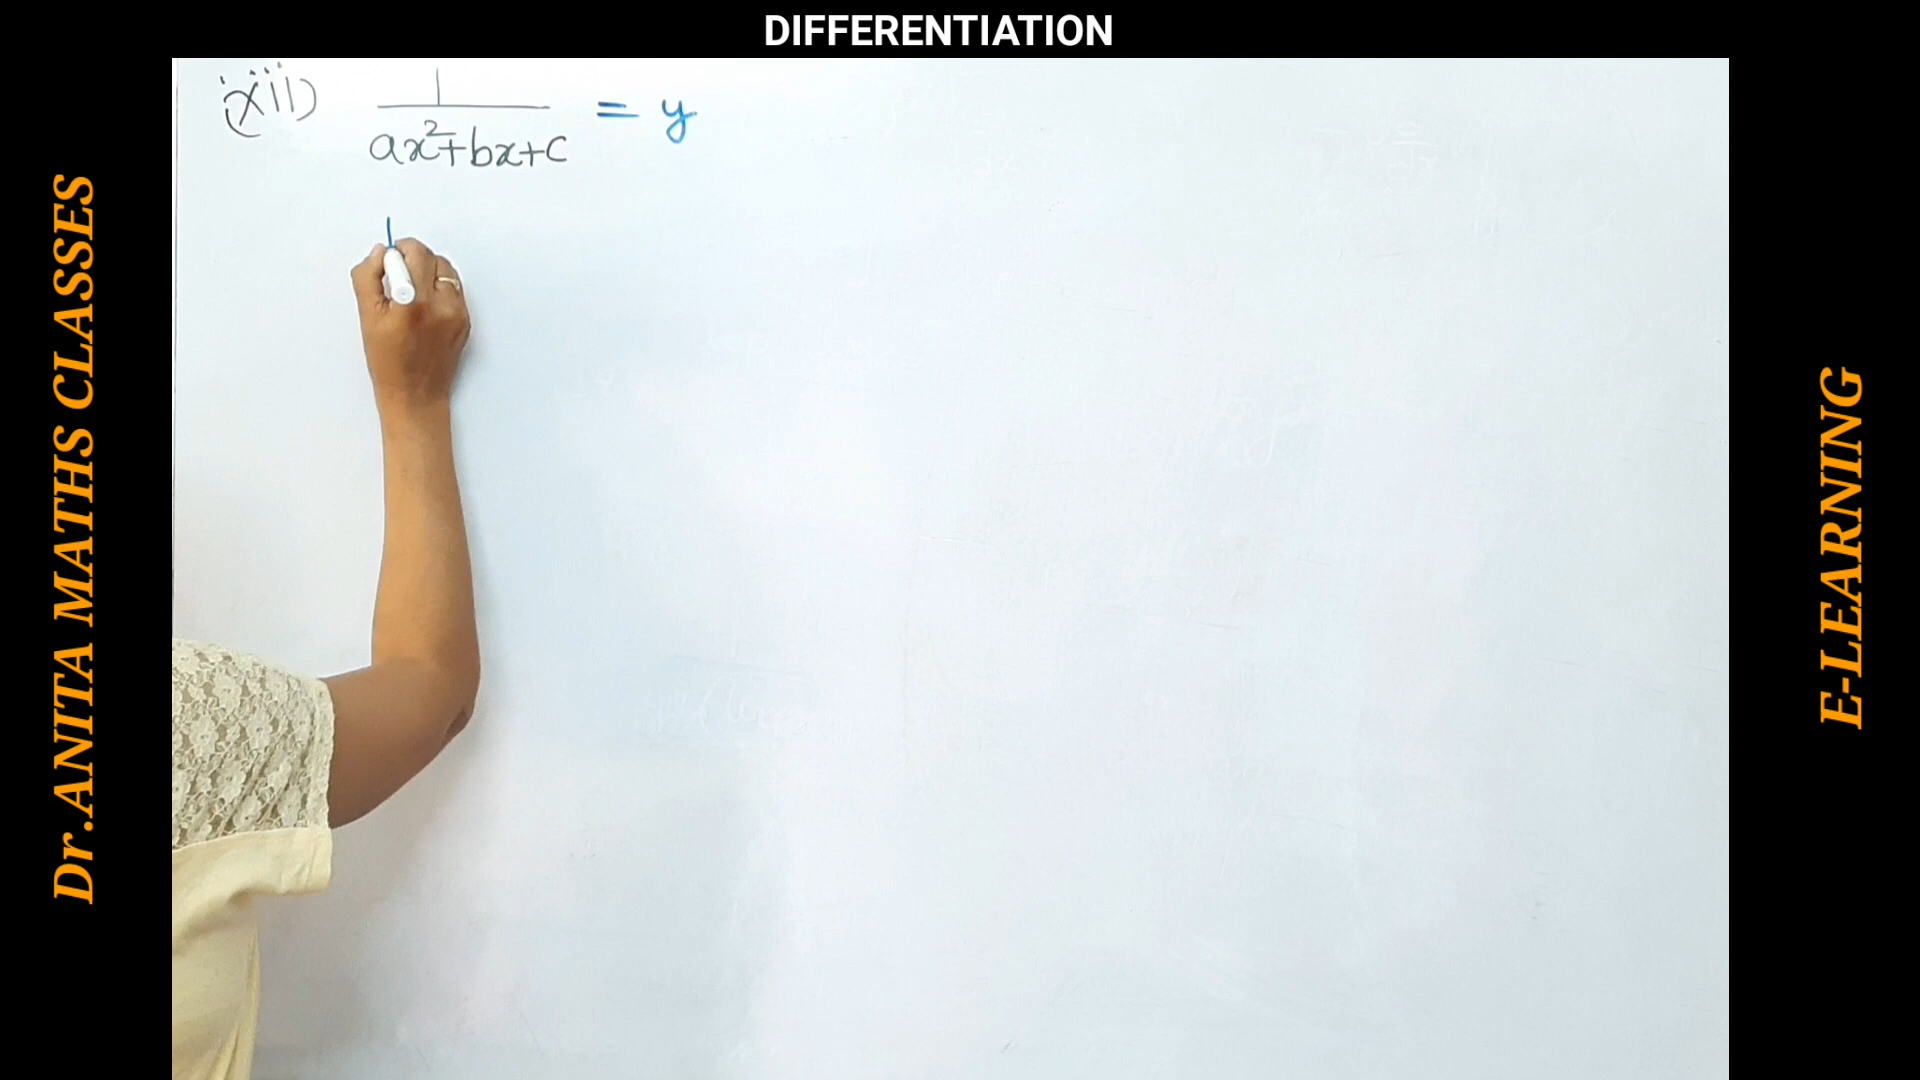 DIFFERENTIATION
Dr.ANITA MATHS CLASSES
(xii) 1/(ax²+bx+c) = y
E-LEARNING